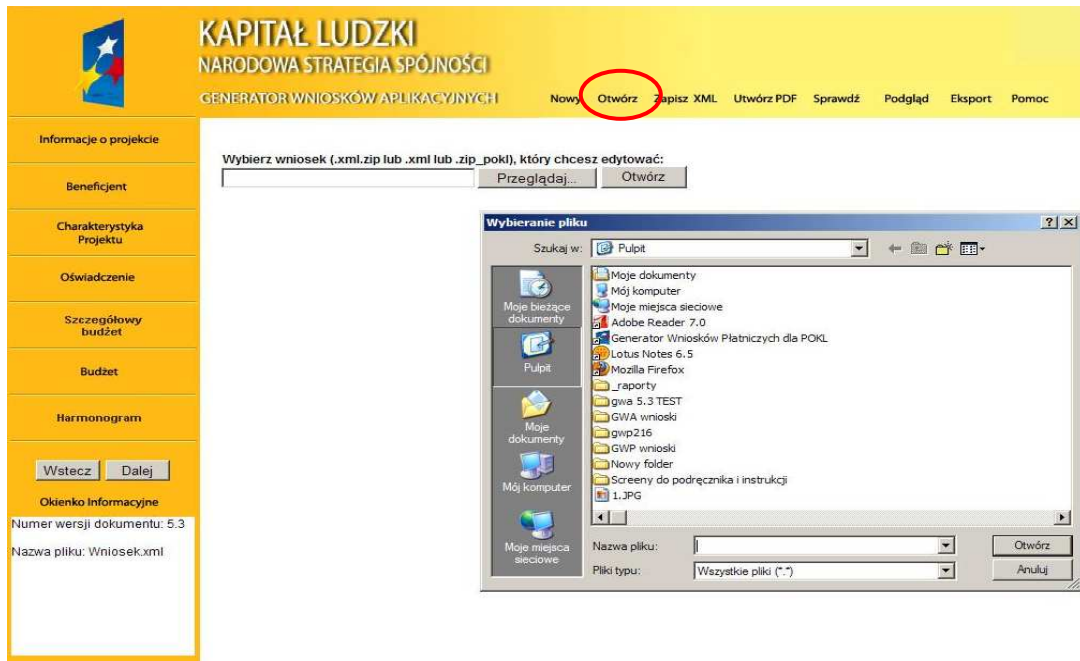 KAPITAŁ LUDZKI
NARODOWA STRATEGIA SPÓJNOŚCI
GENERATOR WNIOSKÓW APLIKACYJNYCH
Nowy Otwórz Zapisz XML Utwórz PDF Sprawdź Podgląd Eksport Pomoc
Informacje o projekcie
Beneficjent
Charakterystyka
Projektu
Oświadczenie
Szczegółowy
budżet
Budżet
Harmonogram
Wstecz Dalej
Okienko Informacyjne
Numer wersji dokumentu: 5.3
Nazwa pliku: Wniosek.xml
Wybierz wniosek (.xml.zip lub .xml lub .zip_pokl), który chcesz edytować:
Przeglądaj... Otwórz
Wybieranie pliku
Szukaj w: Pulpit
Moje bieżące
dokumenty
Pulpit
Moje
dokumenty
Mój komputer
Moje miejsca
sieciowe
Moje dokumenty
Mój komputer
Moje miejsca sieciowe
Adobe Reader 7.0
Generator Wniosków Płatniczych dla POKL
Lotus Notes 6.5
Mozilla Firefox
_raporty
gwa 5.3 TEST
GWA wnioski
gwp216
GWP wnioski
Nowy folder
Screeny do podręcznika i instrukcji
1.JPG
Nazwa pliku: Otwórz
Pliki typu: Wszystkie pliki (*.*) Anuluj